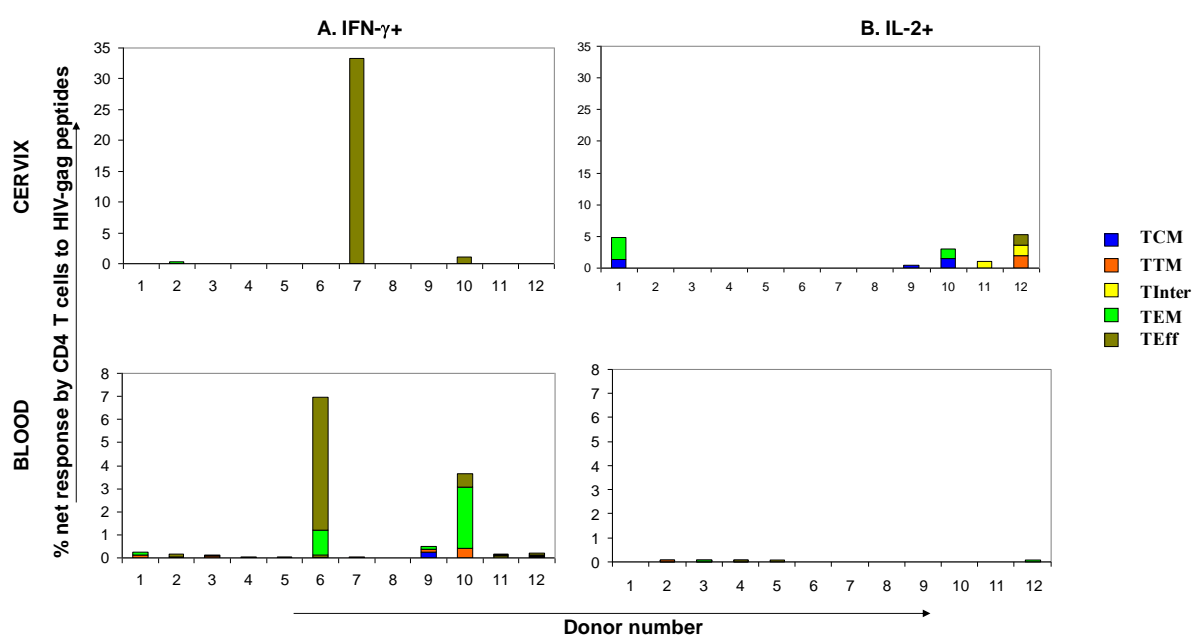 A. IFN-γ+
B. IL-2+
CERVIX
BLOOD
% net response by CD4 T cells to HIV-gag peptides
35
30
25
20
15
10
5
0
1 2 3 4 5 6 7 8 9 10 11 12
35
30
25
20
15
10
5
0
1 2 3 4 5 6 7 8 9 10 11 12
TCM
TTM
TInter
TEM
TEff
8
7
6
5
4
3
2
1
0
1 2 3 4 5 6 7 8 9 10 11 12
8
7
6
5
4
3
2
1
0
1 2 3 4 5 6 7 8 9 10 11 12
Donor number